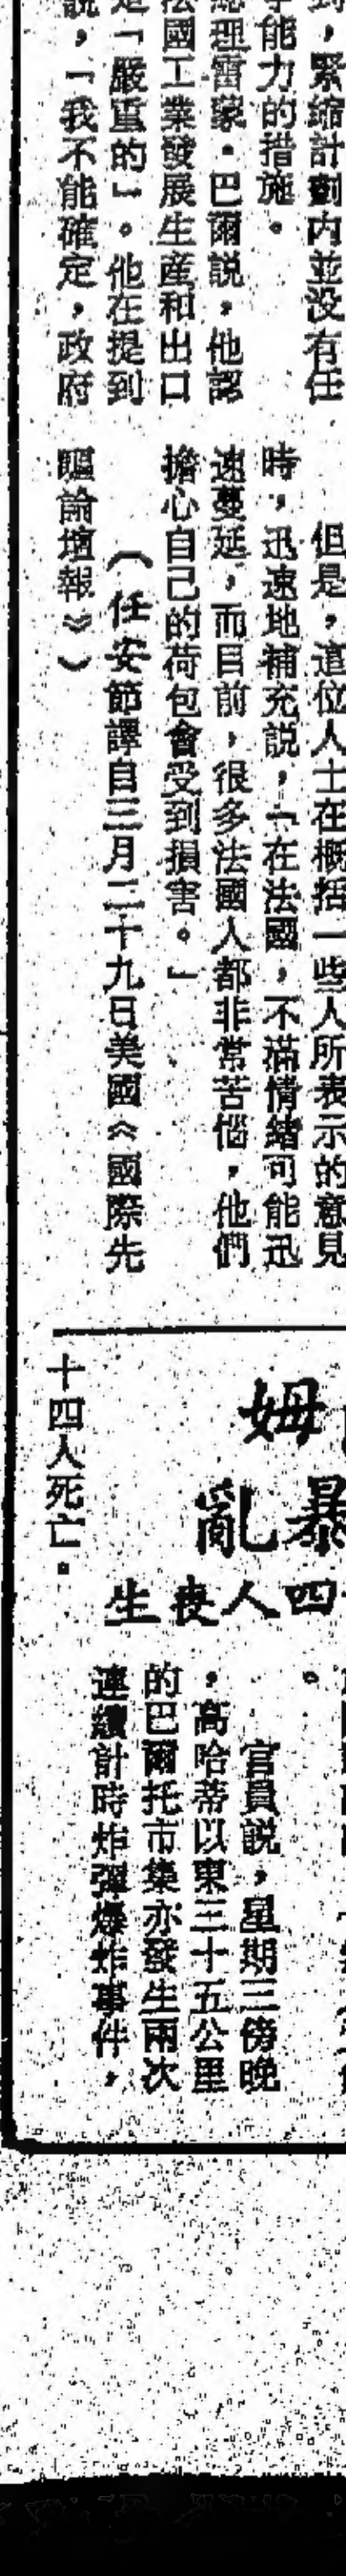 到，緊縮計劃內並没有任
能力的措施。
總理雷蒙·巴爾説，他認
法國工業發展生産和出口
是「嚴重的」。他在提到
説，「我不能確定，政府
但是，這位人士在概括一些人所表示的意見
時，迅速地補充説，「在法國，不滿情緒可能迅
速蔓延，而目前，很多法國人都非常苦惱，他們
擔心自己的荷包會受到損害。」
（任安節譯自三月二十九日美國《國際先
驅論壇報》）
姆
暴
亂
四人喪生
。
官員説，星期三傍晚
，高哈蒂以東三十五公里
的巴爾托市集亦發生兩次
連續計時炸彈爆炸事件，
十四人死亡。